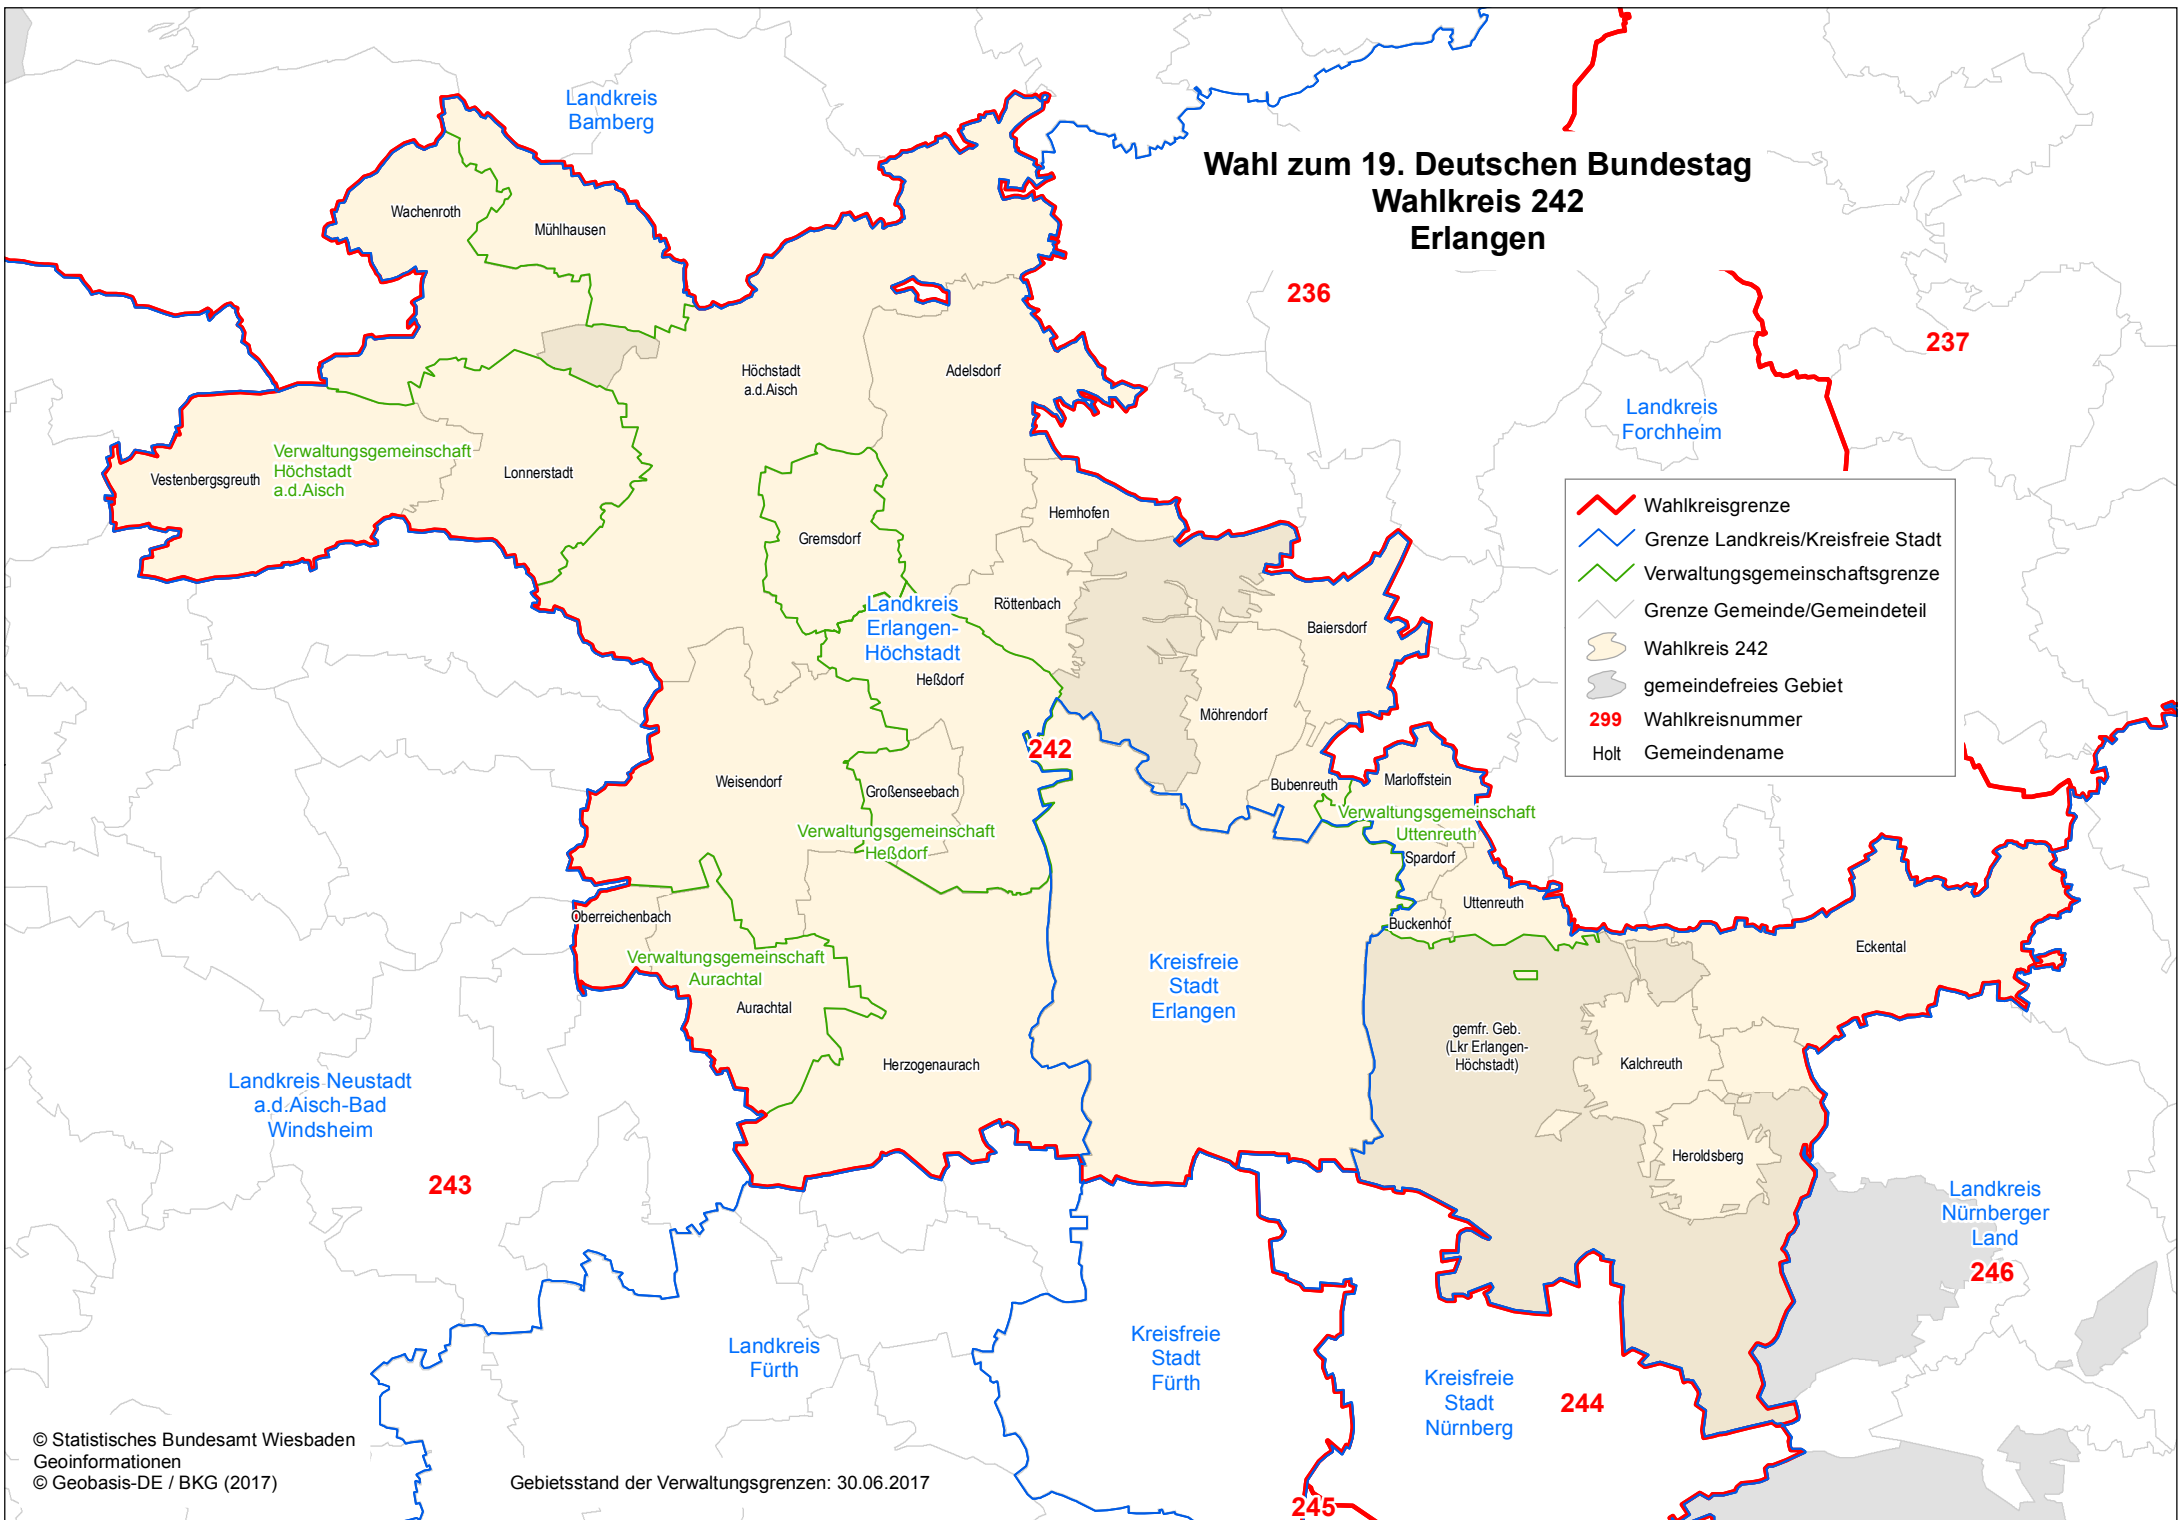 Wahl zum 19. Deutschen Bundestag
Wahlkreis 242
Erlangen
Landkreis
Bamberg
Wachenroth
Mühlhausen
236
237
Höchstadt
a.d.Aisch
Adelsdorf
Landkreis
Forchheim
Verwaltungsgemeinschaft
Höchstadt
a.d.Aisch
Vestenbergsgreuth
Lonnerstadt
Hemhofen
Gremsdorf
Wahlkreisgrenze
Grenze Landkreis/Kreisfreie Stadt
Verwaltungsgemeinschaftsgrenze
Grenze Gemeinde/Gemeindeteil
Wahlkreis 242
gemeindefreies Gebiet
299 Wahlkreisnummer
Holt Gemeindename
Landkreis
Erlangen-
Höchstadt
Röttenbach
Baiersdorf
Heßdorf
Möhrendorf
242
Weisendorf
Großenseebach
Bubenreuth
Marloffstein
Verwaltungsgemeinschaft
Heßdorf
Verwaltungsgemeinschaft
Uttenreuth
Spardorf
Uttenreuth
Buckenhof
Oberreichenbach
Eckental
Verwaltungsgemeinschaft
Aurachtal
Aurachtal
Kreisfreie
Stadt
Erlangen
gemfr. Geb.
(Lkr Erlangen-
Höchstadt)
Herzogenaurach
Kalchreuth
Landkreis Neustadt
a.d.Aisch-Bad
Windsheim
243
Heroldsberg
Landkreis
Nürnberger
Land
246
Landkreis
Fürth
Kreisfreie
Stadt
Fürth
Kreisfreie
Stadt
Nürnberg
244
245
© Statistisches Bundesamt Wiesbaden
Geoinformationen
© Geobasis-DE / BKG (2017)
Gebietsstand der Verwaltungsgrenzen: 30.06.2017